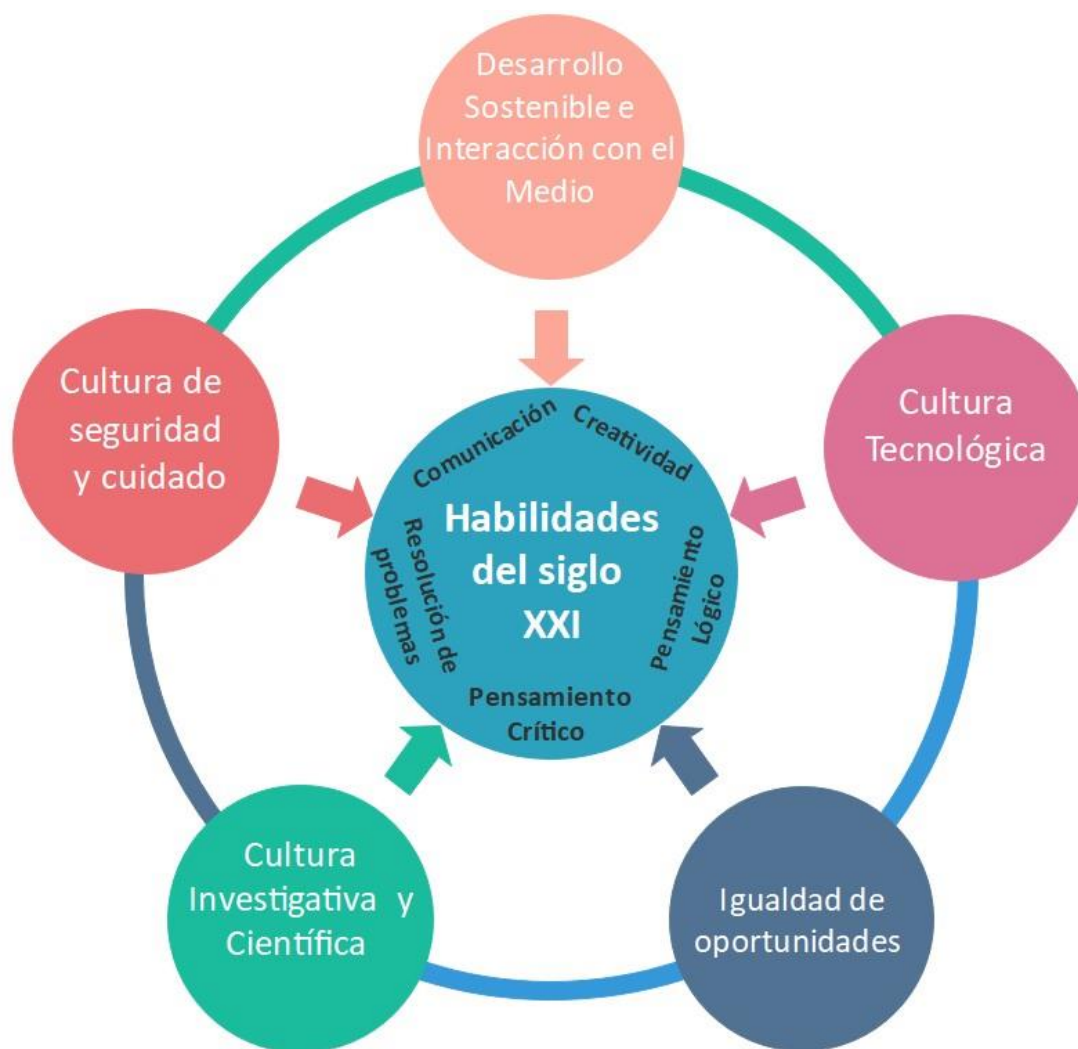 Desarrollo
Sostenible e
Interacción con el
Medio
Cultura de
seguridad
y cuidado
Cultura
Tecnológica
Comunicación
Creatividad
Habilidades
del siglo
XXI
Resolución de
problemas
Pensamiento
Lógico
Pensamiento
Crítico
Cultura
Investigativa y
Científica
Igualdad de
oportunidades